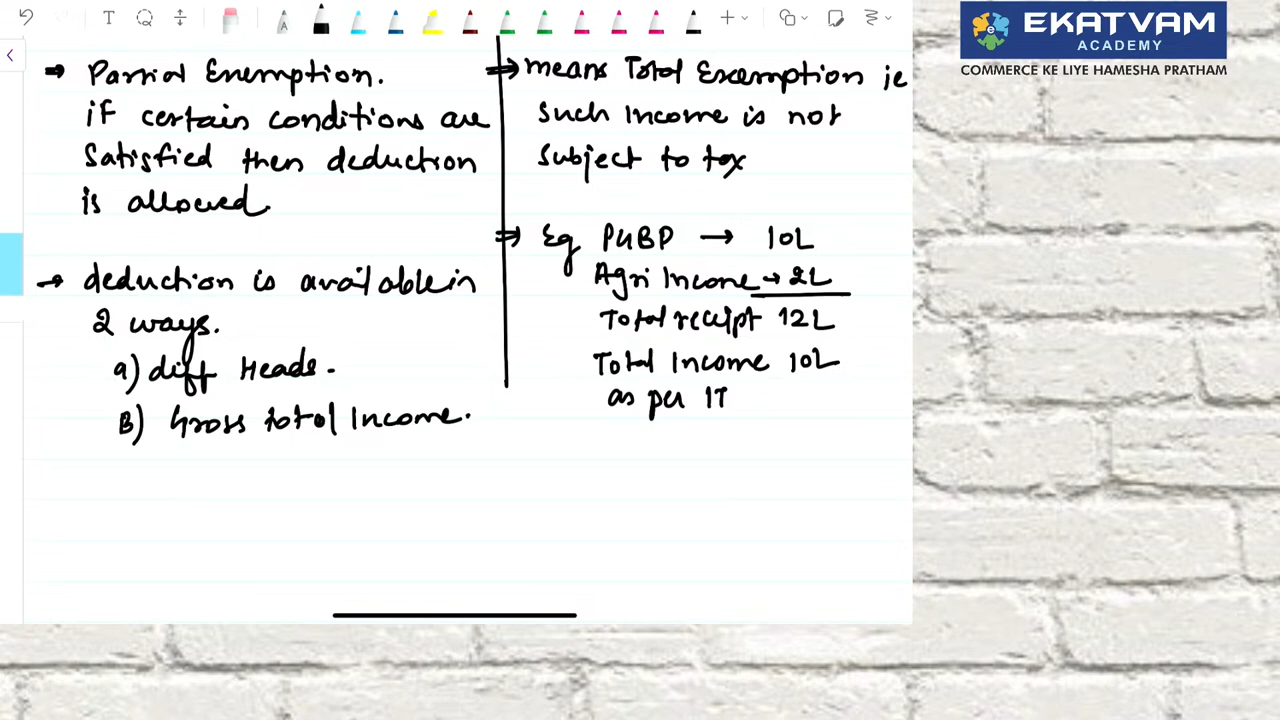 → Partial Exemption.
if certain conditions are
Satisfied then deduction
is allowed
→ deduction is available in
2 ways.
a) diff Heads.
B) Gross total Income.
⇒ means Total Exemption ie
Such Income is not
Subject to tax
⇒ Eg PGBP → 10L
Agri Income → 2L
Total receipt 12L
Total Income 10L
as per IT
EKATVAM
ACADEMY
COMMERCE KE LIYE HAMESHA PRATHAM